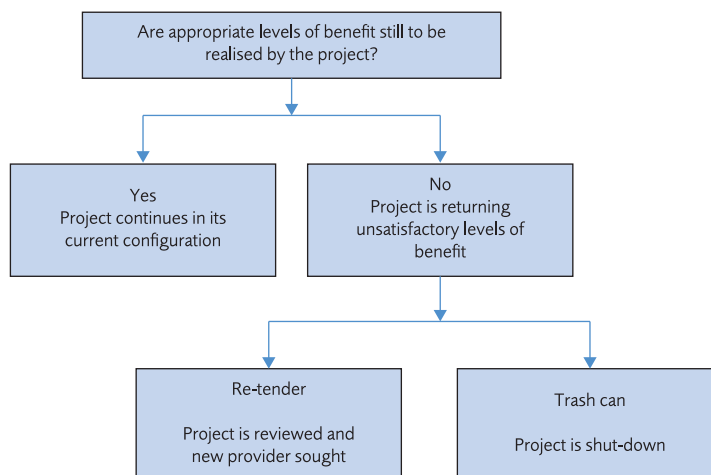 Are appropriate levels of benefit still to be
realised by the project?
Yes
Project continues in its
current configuration
No
Project is returning
unsatisfactory levels of
benefit
Re-tender
Project is reviewed and
new provider sought
Trash can
Project is shut-down